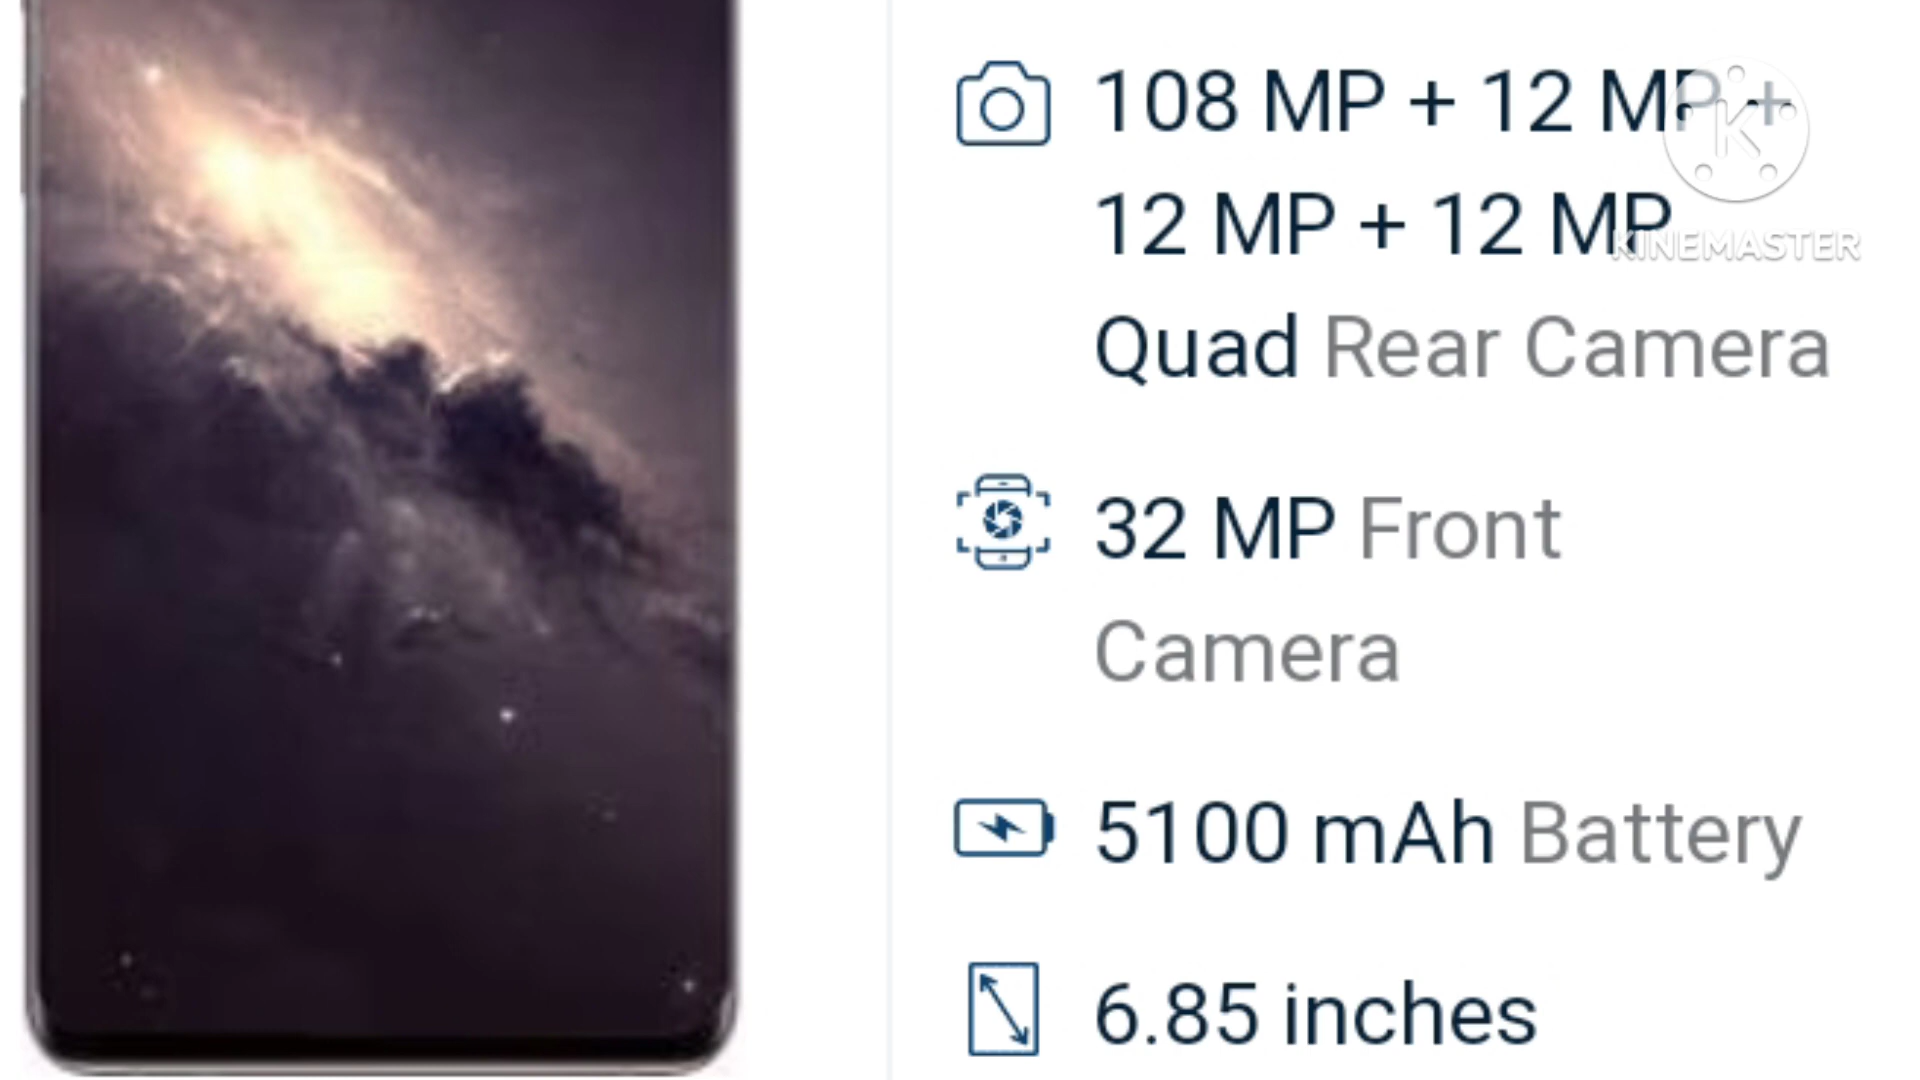 108 MP + 12 MP +
12 MP + 12 MP
Quad Rear Camera
K
KINEMASTER
32 MP Front
Camera
5100 mAh Battery
6.85 inches